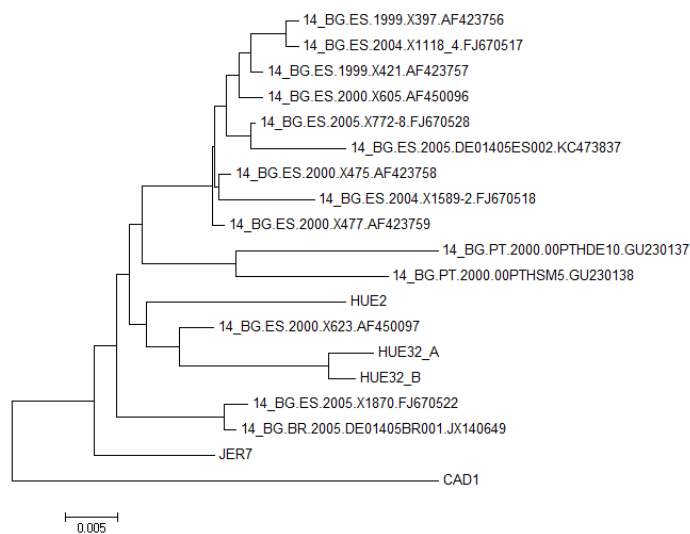 14_BG.ES.1999.X397.AF423756
14_BG.ES.2004.X1118_4.FJ670517
14_BG.ES.1999.X421.AF423757
14_BG.ES.2000.X605.AF450096
14_BG.ES.2005.X772-8.FJ670528
14_BG.ES.2005.DE01405ES002.KC473837
14_BG.ES.2000.X475.AF423758
14_BG.ES.2004.X1589-2.FJ670518
14_BG.ES.2000.X477.AF423759
14_BG.PT.2000.00PTHDE10.GU230137
14_BG.PT.2000.00PTHSM5.GU230138
HUE2
14_BG.ES.2000.X623.AF450097
HUE32_A
HUE32_B
14_BG.ES.2005.X1870.FJ670522
14_BG.BR.2005.DE01405BR001.JX140649
JER7
CAD1
0.005